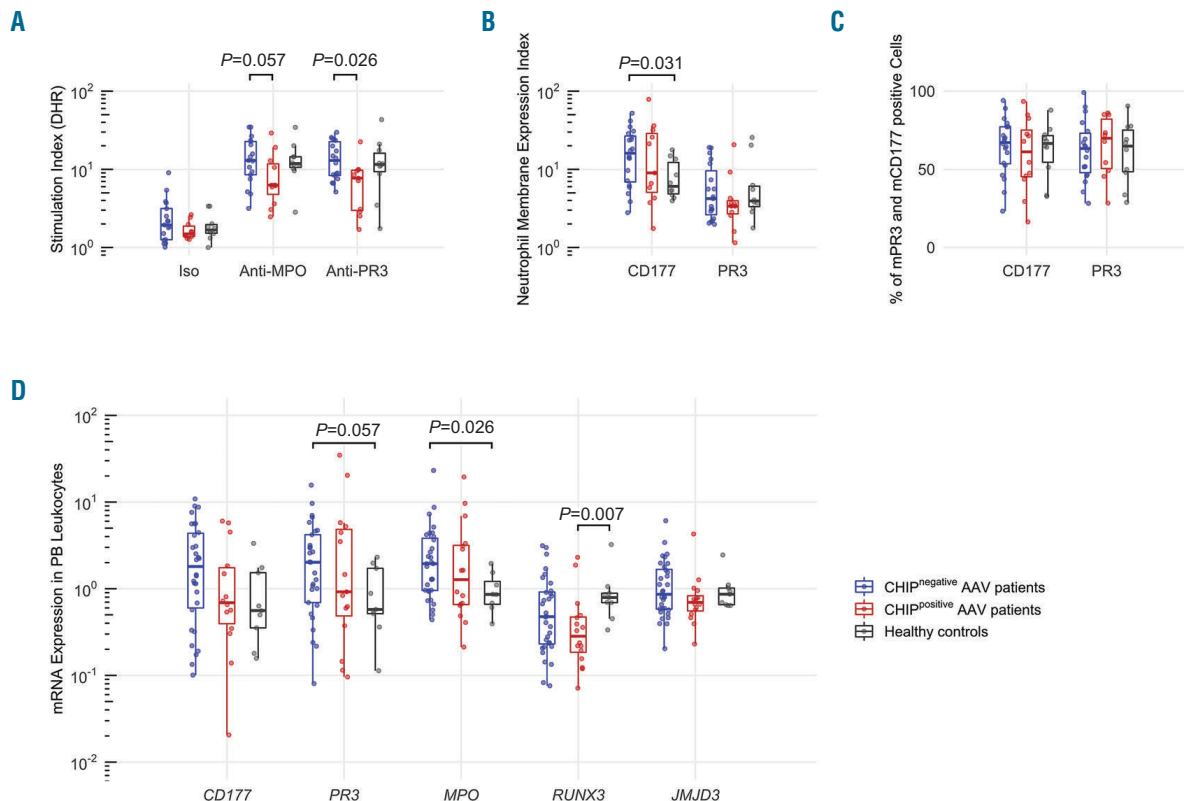 A
B
C
P=0.057
P=0.026
Stimulation Index (DHR)
10²
10¹
10⁰
Iso
Anti-MPO
Anti-PR3
P=0.031
Neutrophil Membrane Expression Index
10²
10¹
10⁰
CD177
PR3
% of mPR3 and mCD177 positive Cells
100
50
0
CD177
PR3
D
mRNA Expression in PB Leukocytes
10²
10¹
10⁰
10⁻¹
10⁻²
P=0.057
P=0.026
P=0.007
CD177
PR3
MPO
RUNX3
JMJD3
CHIPⁿᵉᵍᵃᵗⁱᵛᵉ AAV patients
CHIPᵖᵒˢⁱᵗⁱᵛᵉ AAV patients
Healthy controls